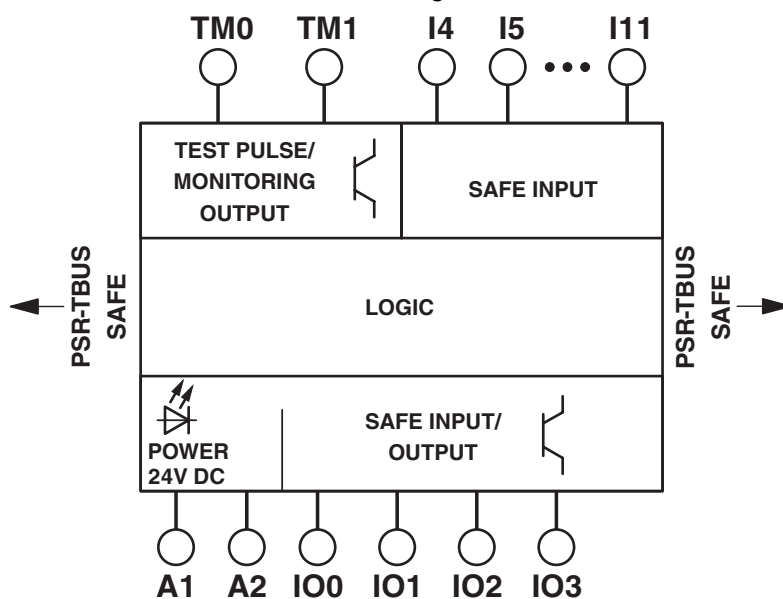 TM0 TM1 I4 I5 ••• I11
TEST PULSE/
MONITORING
OUTPUT
SAFE INPUT
PSR-TBUS
SAFE
LOGIC
PSR-TBUS
SAFE
POWER
24V DC
SAFE INPUT/
OUTPUT
A1 A2 IO0 IO1 IO2 IO3